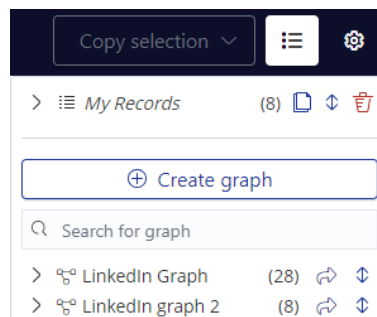 Copy selection
My Records (8)
Create graph
Search for graph
LinkedIn Graph (28)
LinkedIn graph 2 (8)